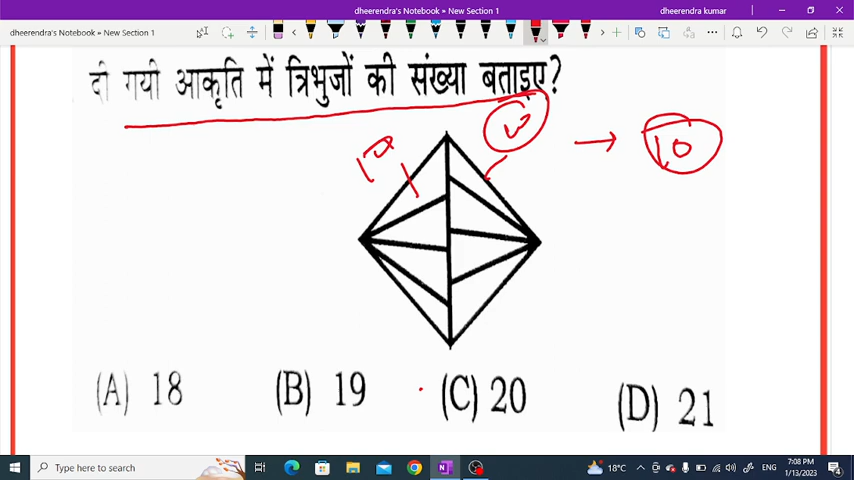 dheerendra's Notebook » New Section 1
dheerendra kumar
dheerendra's Notebook » New Section 1
दी गयी आकृति में त्रिभुजों की संख्या बताइए?
10
(A) 18
(B) 19
(C) 20
(D) 21
Type here to search
18°C
ENG
7:08 PM
1/13/2023
4